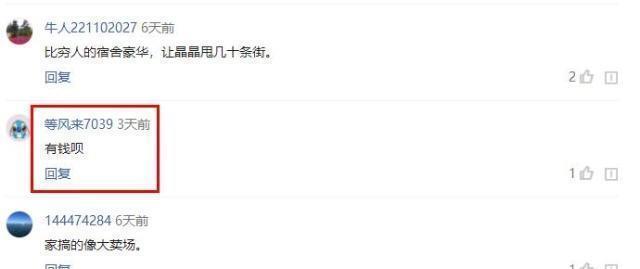 牛人221102027 6天前
比穷人的宿舍豪华，让晶晶甩几十条街。
回复
2
等风来7039 3天前
有钱呗
回复
1
144474284 6天前
家搞的像大卖场。
回复
1